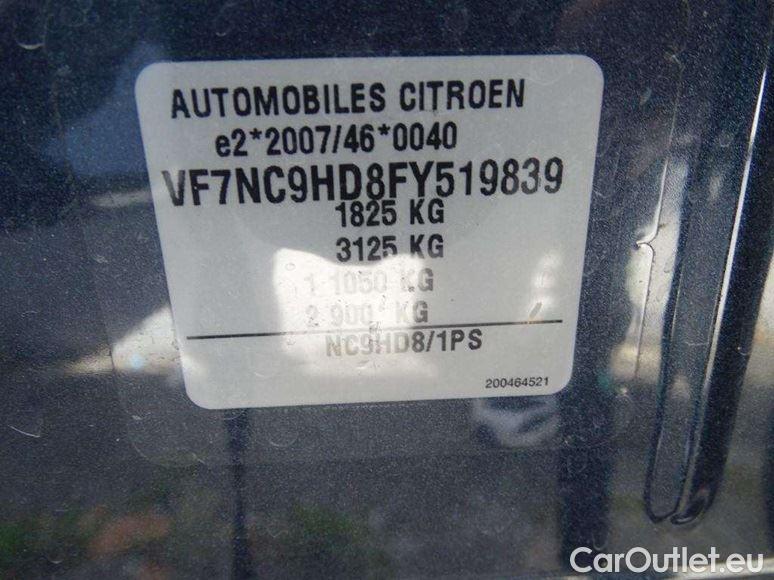 AUTOMOBILES CITROEN
e2*2007/46*0040
VF7NC9HD8FY519839
1825 KG
3125 KG
1 1050 KG
2 900 KG
NC9HD8/1PS
200464521
CarOutlet.eu